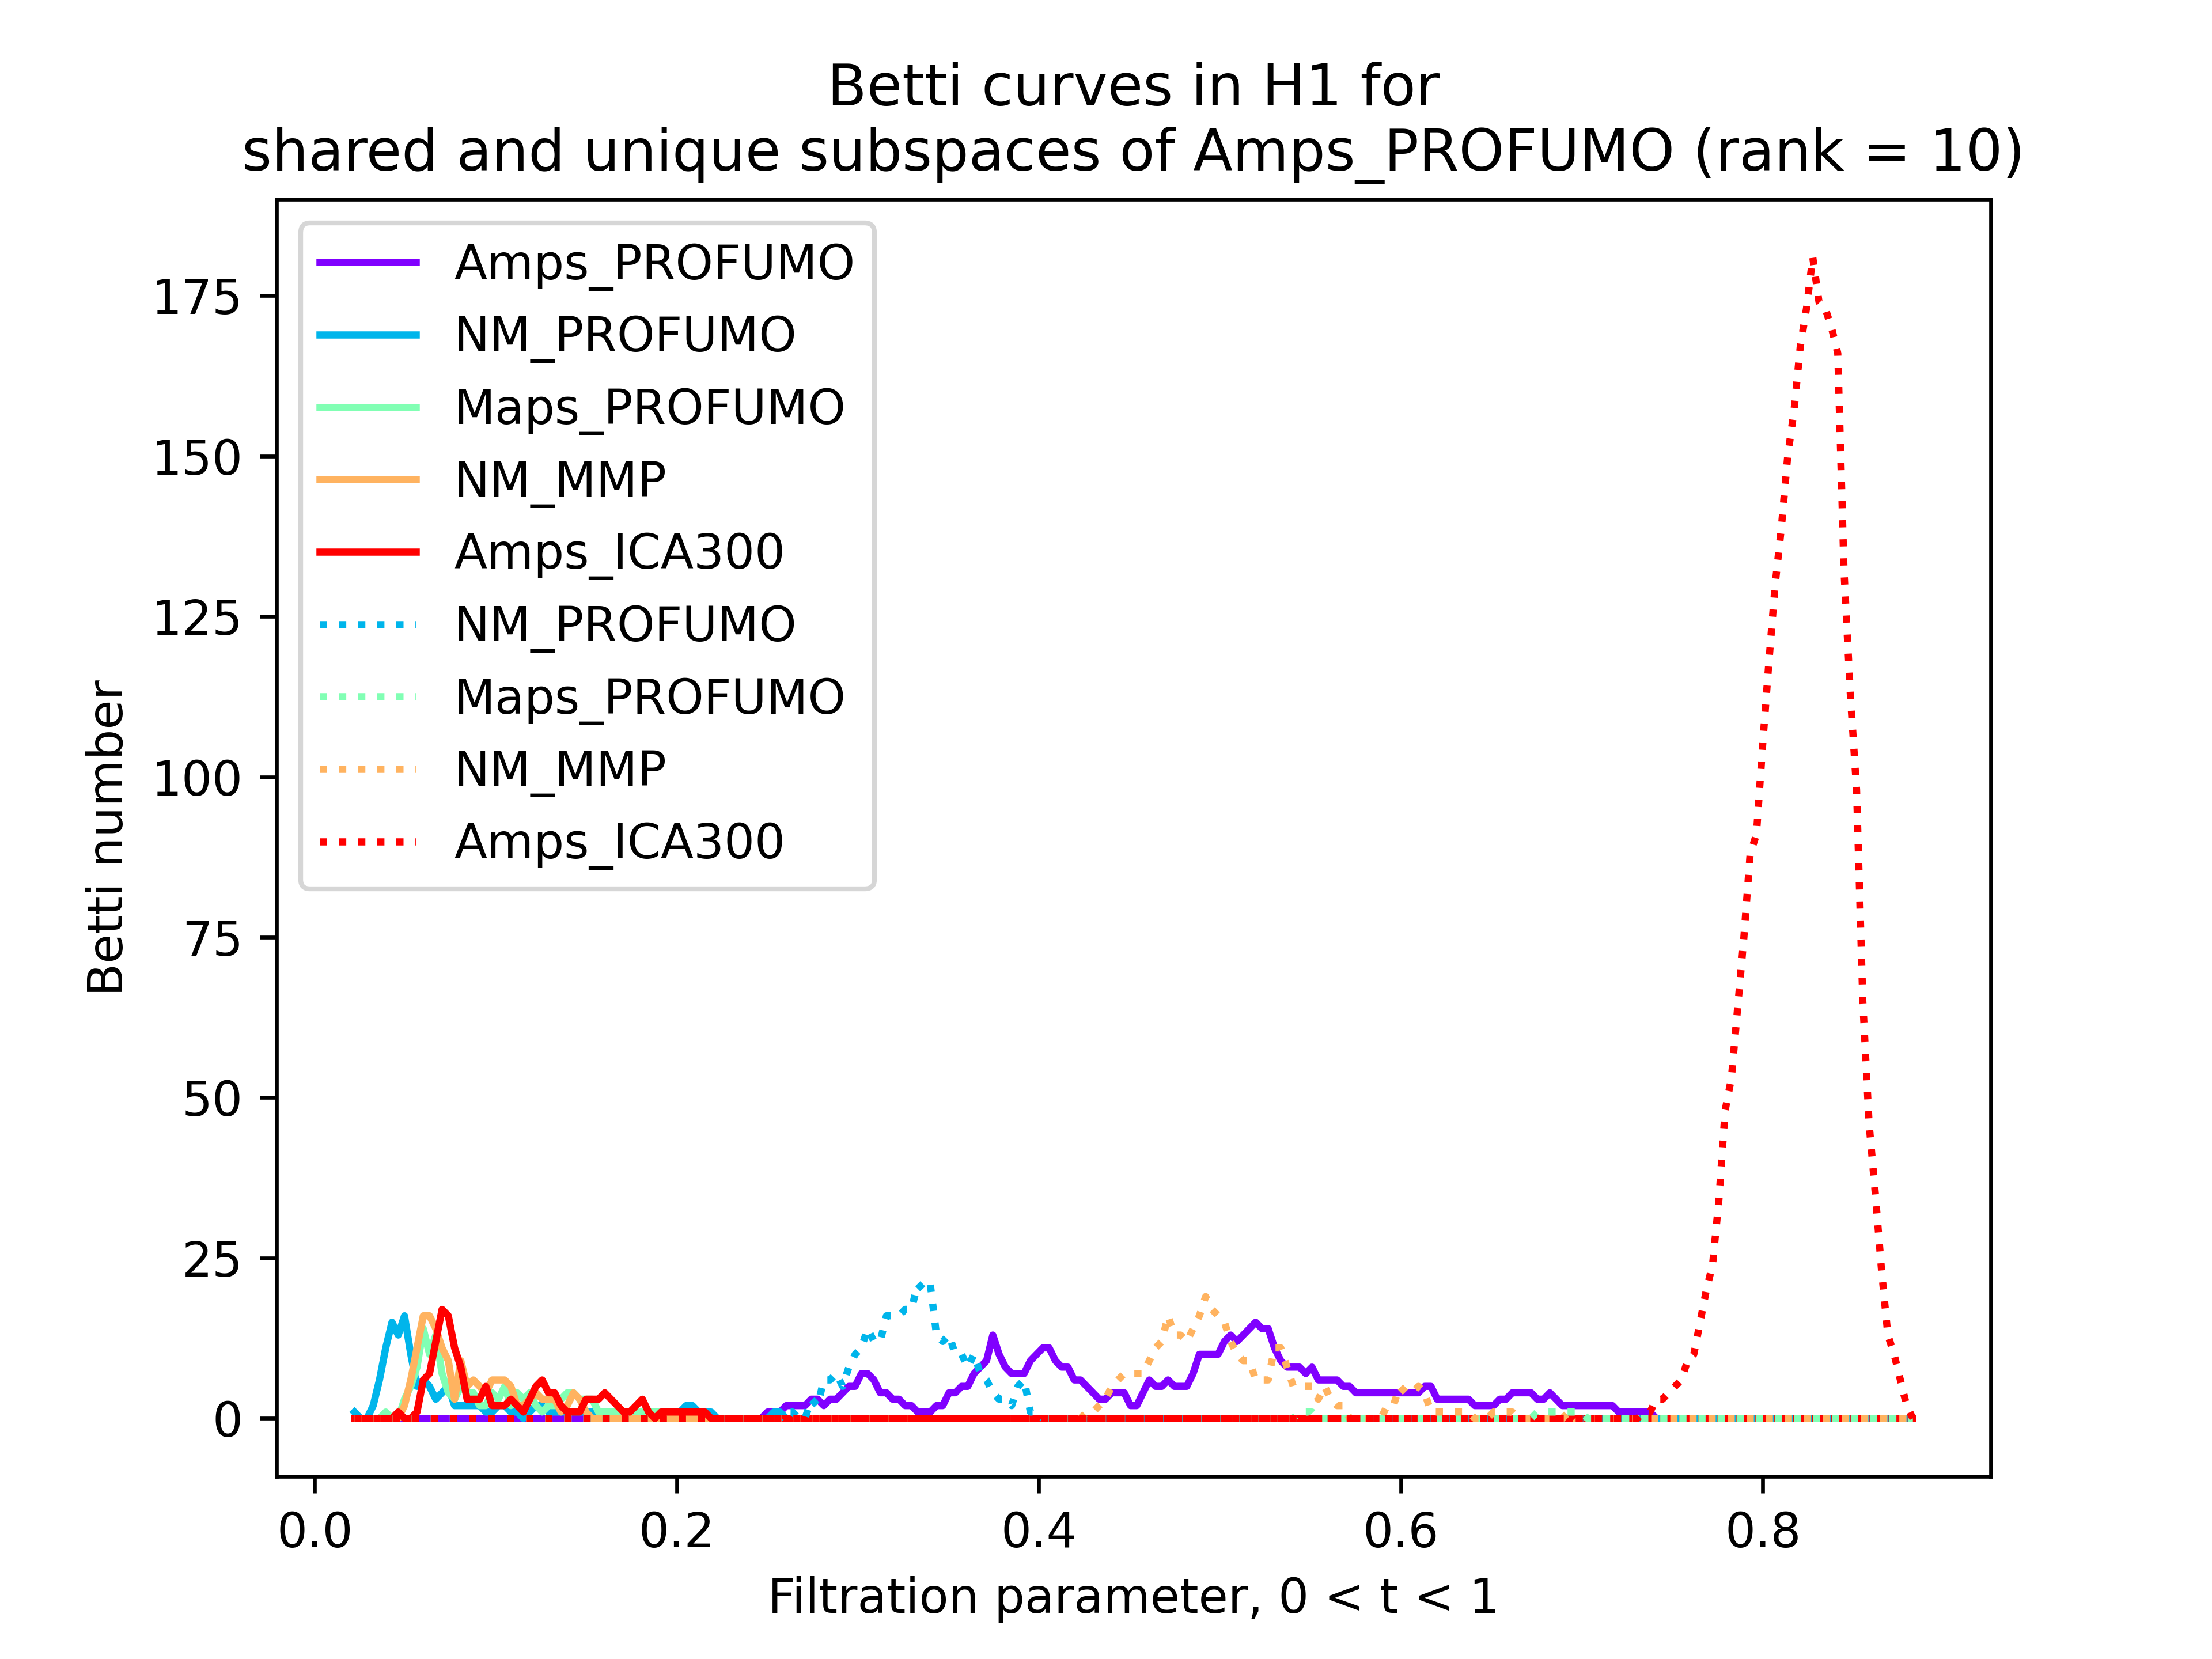 Betti curves in H1 for
shared and unique subspaces of Amps_PROFUMO (rank = 10)
Amps_PROFUMO
NM_PROFUMO
Maps_PROFUMO
NM_MMP
Amps_ICA300
NM_PROFUMO
Maps_PROFUMO
NM_MMP
Amps_ICA300
175
150
125
100
75
50
25
0
Betti number
0.0 0.2 0.4 0.6 0.8
Filtration parameter, 0 < t < 1